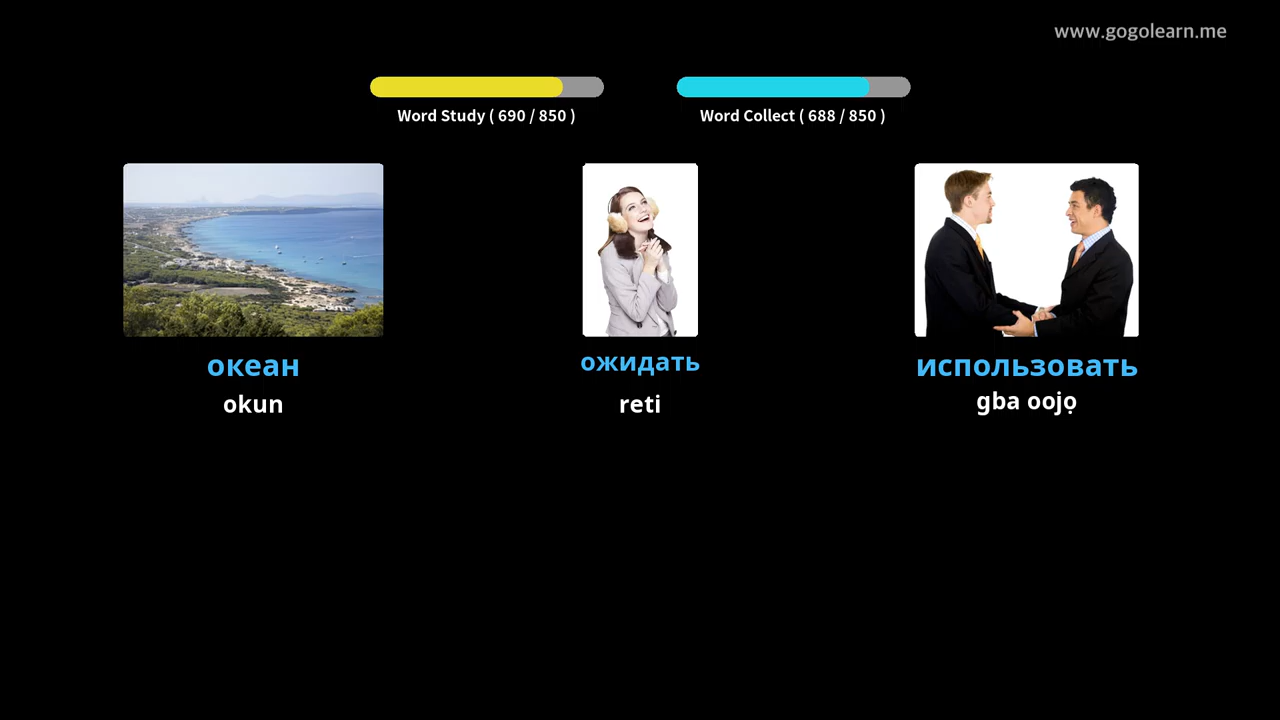 www.gogolearn.me
Word Study ( 690 / 850 )
Word Collect ( 688 / 850 )
океан
ожидать
использовать
okun
reti
gba oojọ